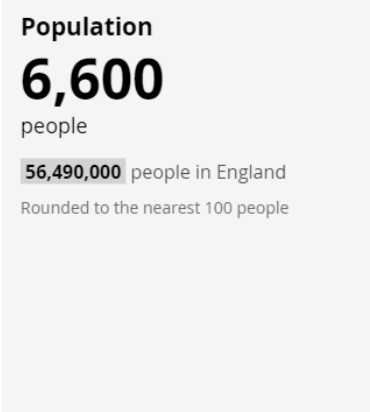 Population
6,600
people
56,490,000 people in England
Rounded to the nearest 100 people